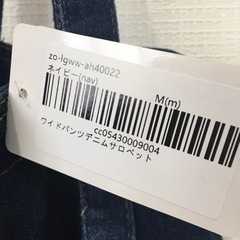 zo-lgww-ah40022
ネイビー(nav)
M(m)
cc05430009004
ワイドパンツデニムサロペット